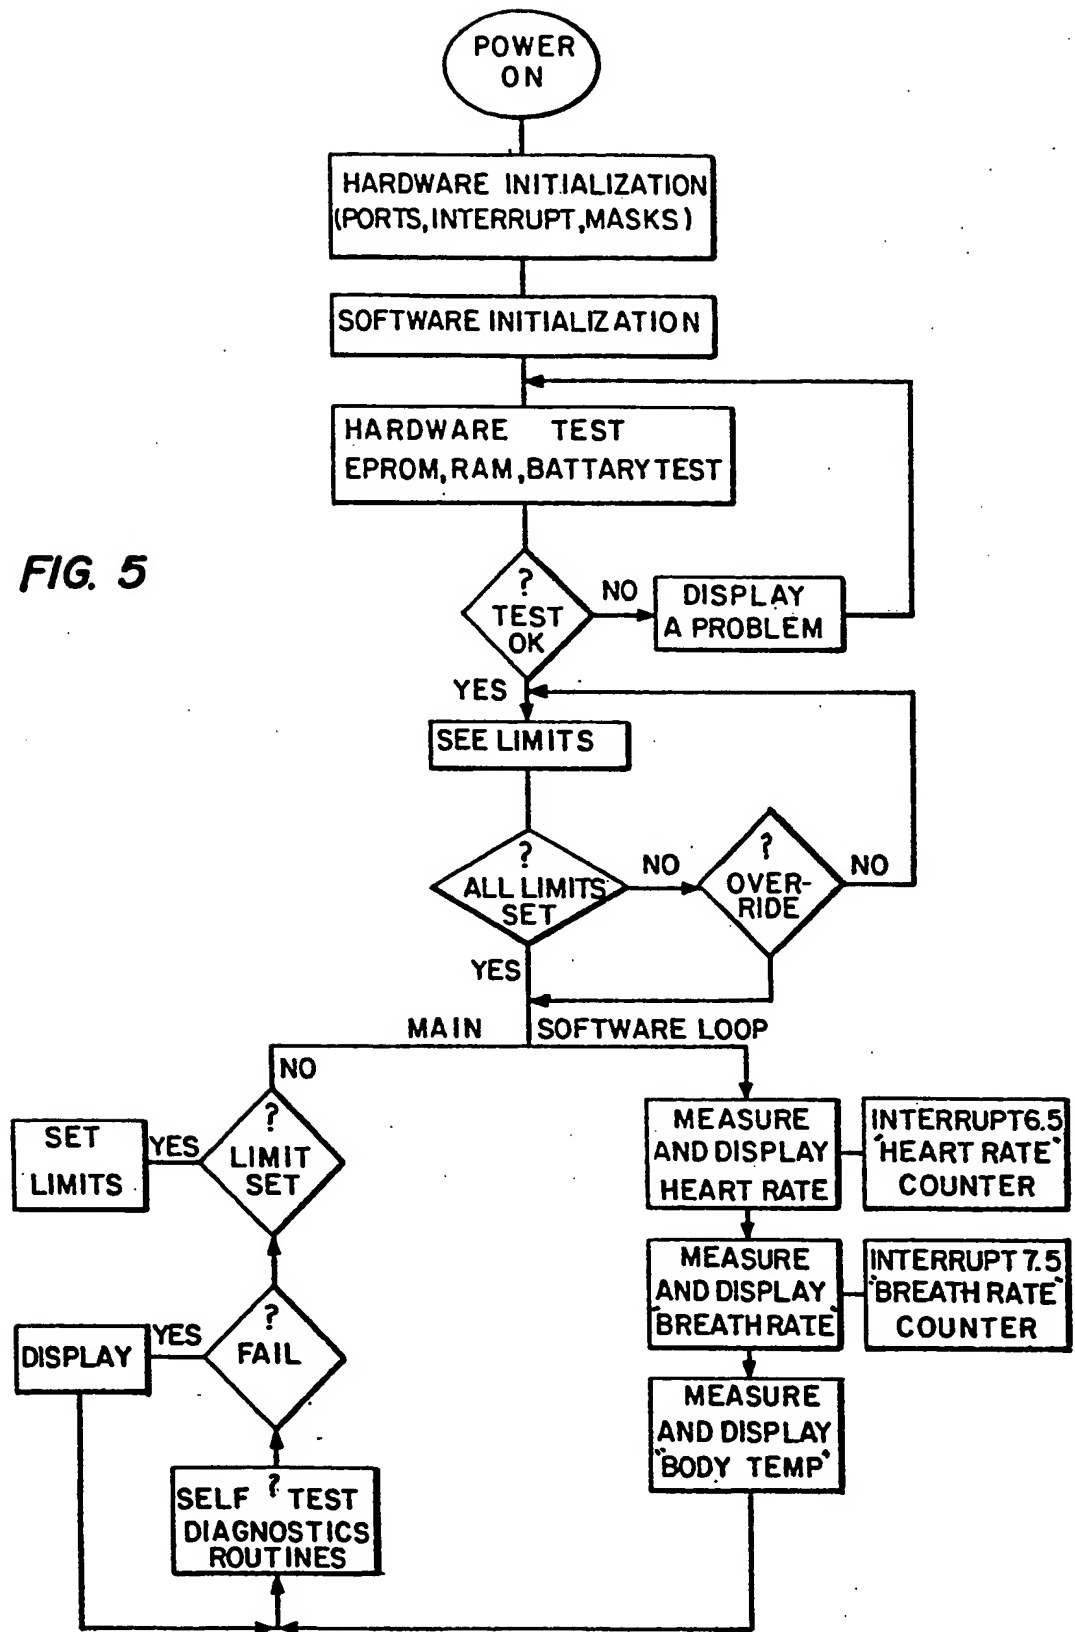 POWER
ON
HARDWARE INITIALIZATION
(PORTS, INTERRUPT, MASKS)
SOFTWARE INITIALIZATION
HARDWARE TEST
EPROM, RAM, BATTARY TEST
FIG. 5
?
TEST
OK
NO
DISPLAY
A PROBLEM
YES
SEE LIMITS
?
ALL LIMITS
SET
NO
?
OVER-
RIDE
NO
YES
MAIN SOFTWARE LOOP
NO
?
LIMIT
SET
YES
SET
LIMITS
MEASURE
AND DISPLAY
HEART RATE
INTERRUPT 6.5
"HEART RATE"
COUNTER
MEASURE
AND DISPLAY
"BREATH RATE"
INTERRUPT 7.5
"BREATH RATE"
COUNTER
?
FAIL
YES
DISPLAY
MEASURE
AND DISPLAY
"BODY TEMP"
SELF ? TEST
DIAGNOSTICS
ROUTINES